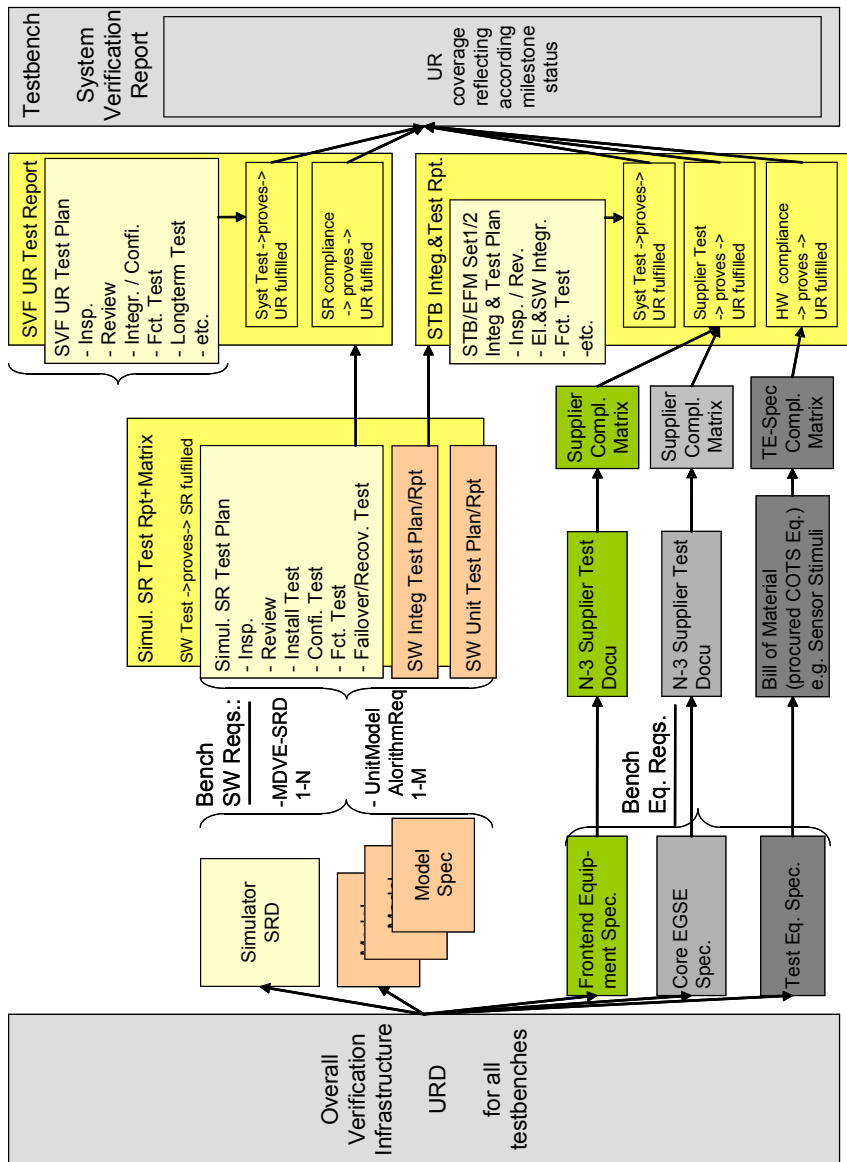 Overall
Verification
Infrastructure
URD
for all
testbenches
Simulator
SRD
Model
Model
Model
Spec
Frontend Equip-
ment Spec.
Core EGSE
Spec.
Test Eq. Spec.
Bench
SW Reqs.:
-MDVE-SRD
1-N
- UnitModel
AlorithmReq
1-M
Bench
Eq. Reqs.
Simul. SR Test Rpt+Matrix
SW Test ->proves-> SR fulfilled
Simul. SR Test Plan
- Insp.
- Review
- Install Test
- Confi. Test
- Fct. Test
- Failover/Recov. Test
SW Integ Test Plan/Rpt
SW Unit Test Plan/Rpt
N-3 Supplier Test
Docu
N-3 Supplier Test
Docu
Bill of Material
(procured COTS Eq.)
e.g. Sensor Stimuli
Supplier
Compl.
Matrix
Supplier
Compl.
Matrix
TE-Spec
Compl.
Matrix
SVF UR Test Report
SVF UR Test Plan
- Insp.
- Review
- Integr. / Confi.
- Fct. Test
- Longterm Test
- etc.
Syst Test ->proves->
UR fulfilled
SR compliance
-> proves ->
UR fulfilled
STB Integ.&Test Rpt.
STB/EFM Set1/2
Integ & Test Plan
- Insp. / Rev.
- El.&SW Integr.
- Fct. Test
-etc.
Syst Test ->proves->
UR fulfilled
Supplier Test
-> proves ->
UR fulfilled
HW compliance
-> proves ->
UR fulfilled
Testbench
System
Verification
Report
UR
coverage
reflecting
according
milestone
status